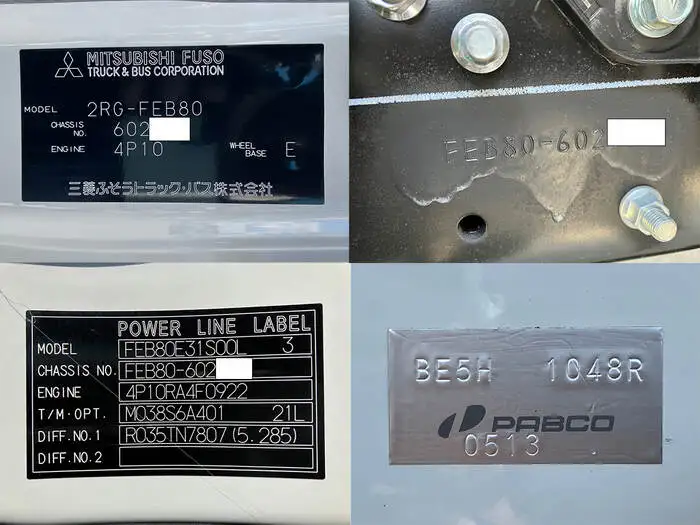 MITSUBISHI FUSO
TRUCK & BUS CORPORATION
MODEL 2RG-FEB80
CHASSIS NO. 602
ENGINE 4P10 WHEEL BASE E
三菱ふそうトラック・バス株式会社
FEB80-602
POWER LINE LABEL
MODEL FEB80E31S00L 3
CHASSIS NO. FEB80-602
ENGINE 4P10RA4F0922
T/M・OPT. M038S6A401 21L
DIFF.NO.1 R035TN7807(5.285)
DIFF.NO.2
BE5H 1048R
PABCO
0513